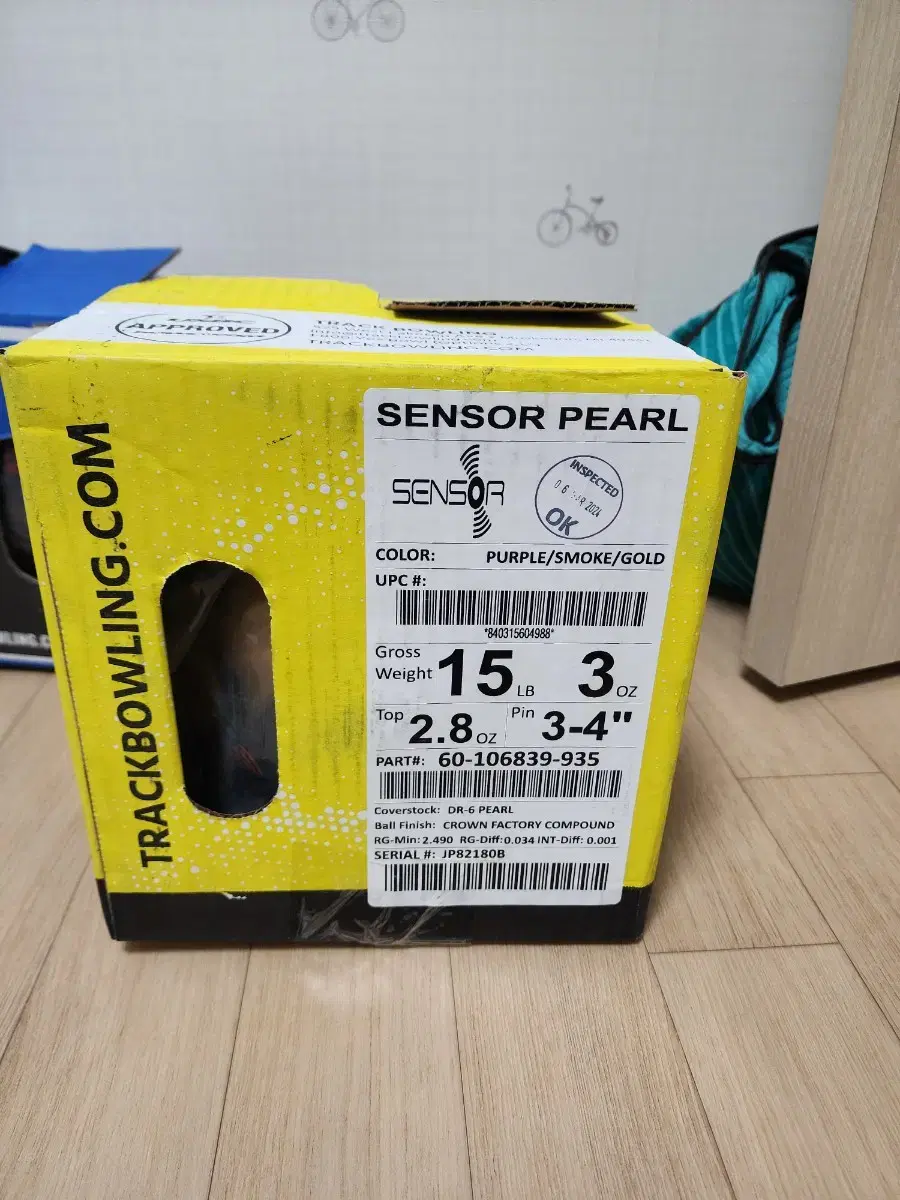 APPROVED
TRACK BOWLING
TRACKBOWLING.COM
TRACKBOWLING.COM
SENSOR PEARL
SENSOR
INSPECTED
06 2024
OK
COLOR: PURPLE/SMOKE/GOLD
UPC #:
*840315604988*
Gross Weight 15 LB 3 OZ
Top 2.8 OZ Pin 3-4"
PART#: 60-106839-935
Coverstock: DR-6 PEARL
Ball Finish: CROWN FACTORY COMPOUND
RG-Min: 2.490 RG-Diff: 0.034 INT-Diff: 0.001
SERIAL #: JP82180B